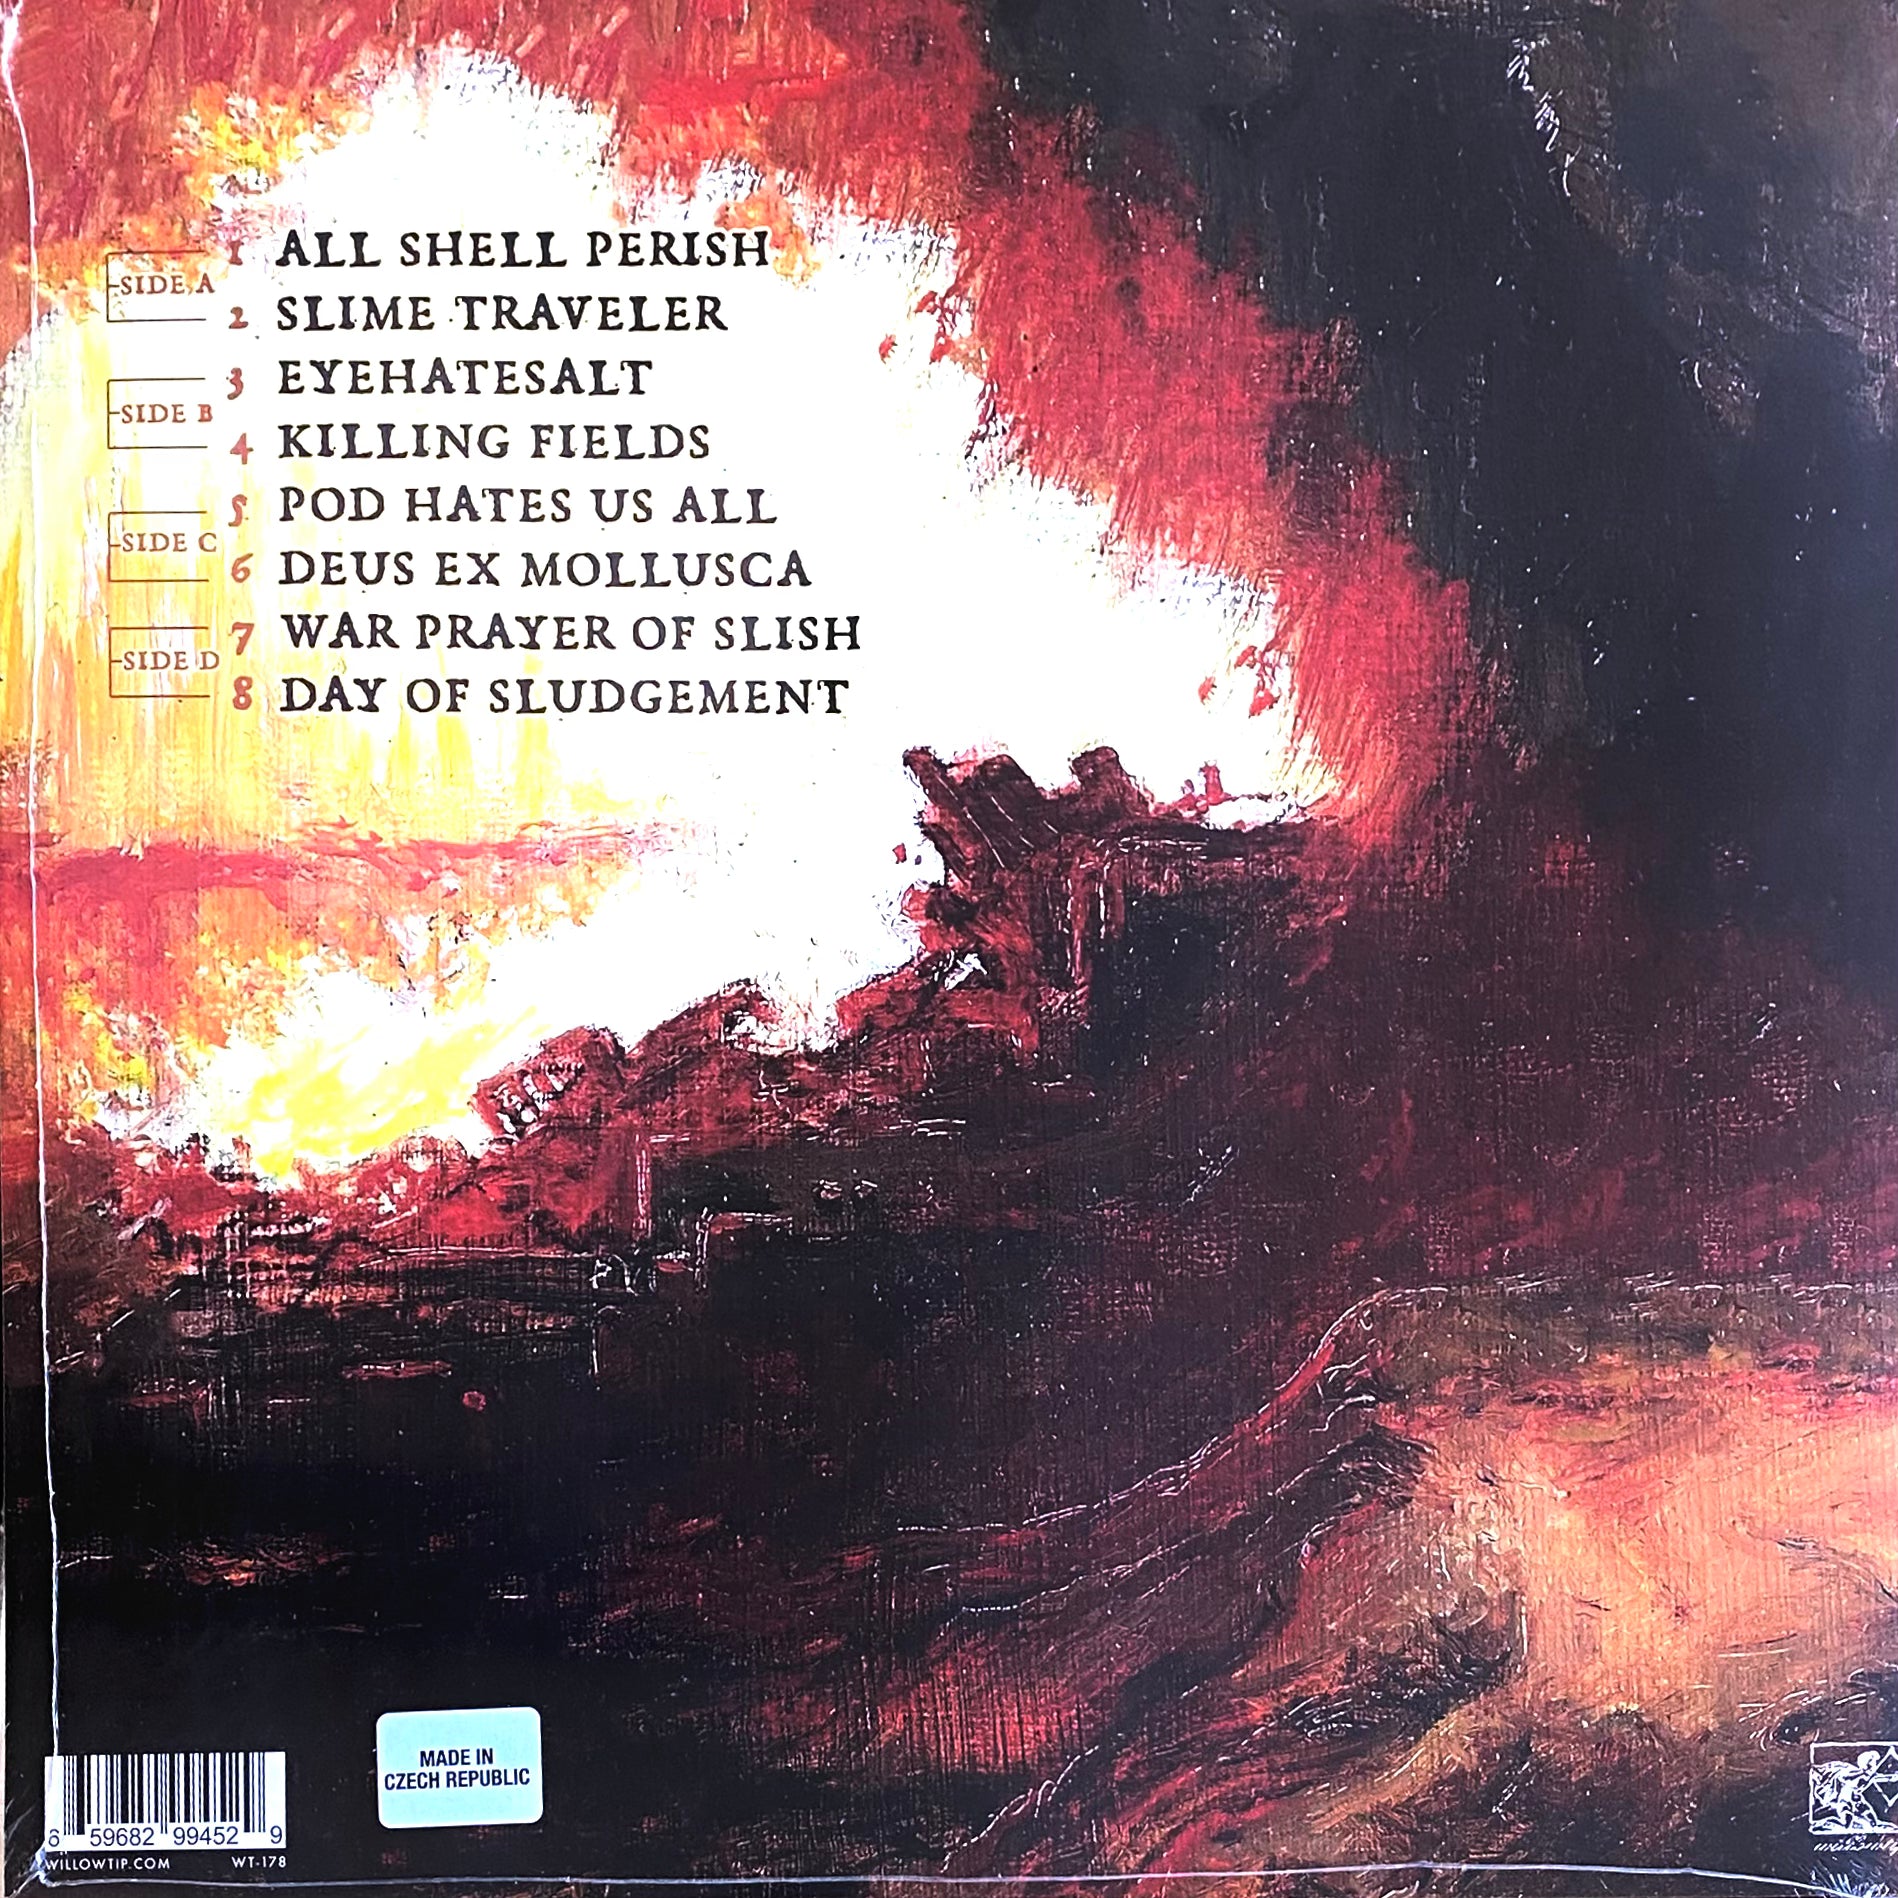 SIDE A
1 ALL SHELL PERISH
2 SLIME TRAVELER
SIDE B
3 EYEHATESALT
4 KILLING FIELDS
SIDE C
5 POD HATES US ALL
6 DEUS EX MOLLUSCA
SIDE D
7 WAR PRAYER OF SLISH
8 DAY OF SLUDGEMENT
MADE IN
CZECH REPUBLIC
6 59682 99452 9
WILLOWTIP.COM WT-178